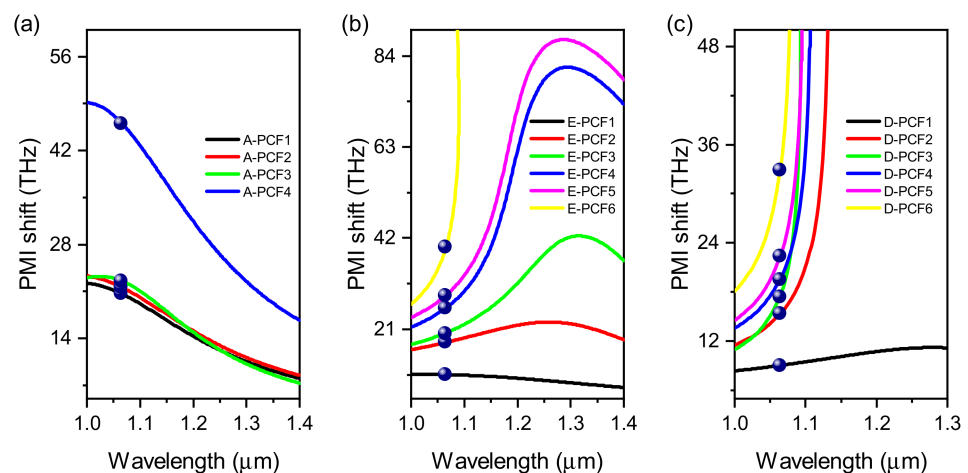 (a)
PMI shift (THz)
56
42
28
14
A-PCF1
A-PCF2
A-PCF3
A-PCF4
1.0 1.1 1.2 1.3 1.4
Wavelength (μm)
(b)
PMI shift (THz)
84
63
42
21
E-PCF1
E-PCF2
E-PCF3
E-PCF4
E-PCF5
E-PCF6
1.0 1.1 1.2 1.3 1.4
Wavelength (μm)
(c)
PMI shift (THz)
48
36
24
12
D-PCF1
D-PCF2
D-PCF3
D-PCF4
D-PCF5
D-PCF6
1.0 1.1 1.2 1.3
Wavelength (μm)